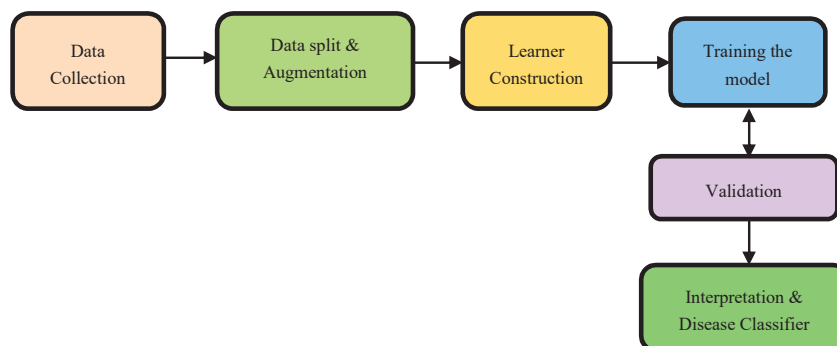 Data
Collection
Data split &
Augmentation
Learner
Construction
Training the
model
Validation
Interpretation &
Disease Classifier